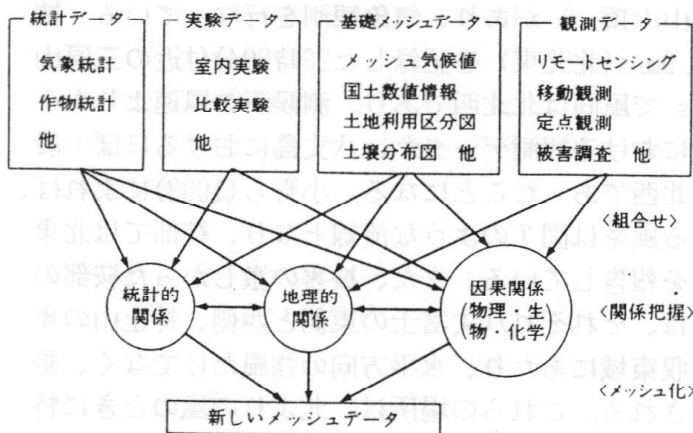 統計データ
気象統計
作物統計
他
実験データ
室内実験
比較実験
他
基礎メッシュデータ
メッシュ気候値
国土数値情報
土地利用区分図
土壌分布図 他
観測データ
リモートセンシング
移動観測
定点観測
被害調査 他
〈組合せ〉
統計的
関係
地理的
関係
因果関係
(物理・生
物・化学)
〈関係把握〉
〈メッシュ化〉
新しいメッシュデータ